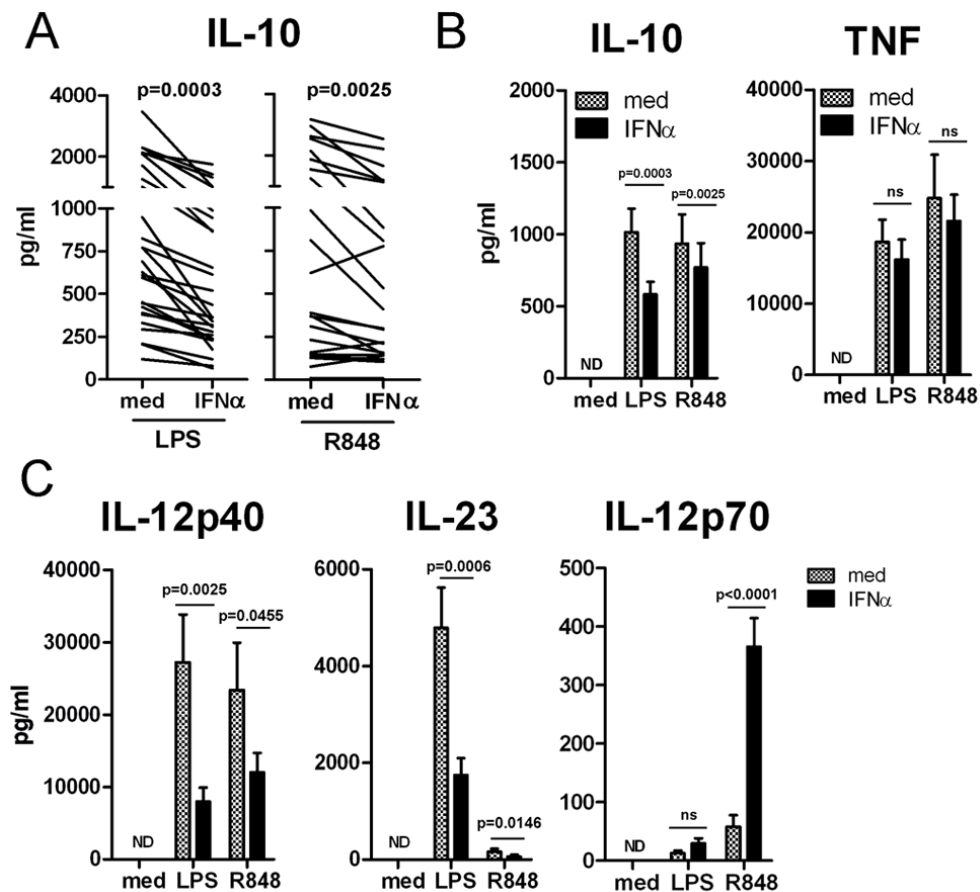 A
IL-10
p=0.0003 p=0.0025
4000
2000
1000
750
500
250
0
pg/ml
med IFNα med IFNα
LPS R848
B
IL-10 TNF
med
IFNα
2000
1500
1000
500
0
pg/ml
p=0.0003
p=0.0025
ND
med LPS R848
med
IFNα
40000
30000
20000
10000
0
ns
ns
ND
med LPS R848
C
IL-12p40 IL-23 IL-12p70
40000
30000
20000
10000
0
pg/ml
p=0.0025
p=0.0455
ND
med LPS R848
6000
4000
2000
0
p=0.0006
p=0.0146
ND
med LPS R848
500
400
300
200
100
0
p<0.0001
ns
ND
med LPS R848
med
IFNα